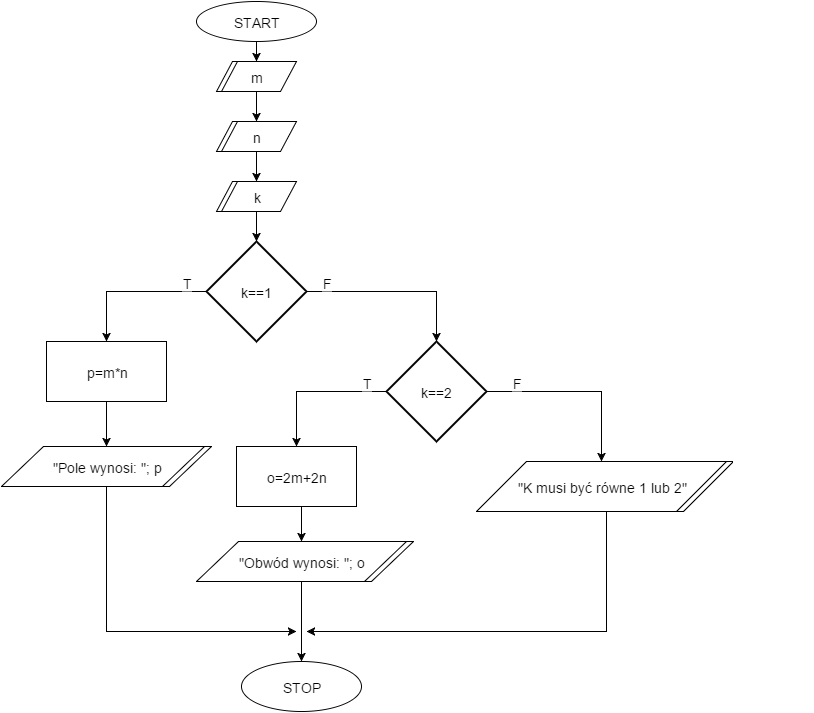 START
m
n
k
k==1
T
F
p=m*n
k==2
T
F
"Pole wynosi: "; p
o=2m+2n
"K musi być równe 1 lub 2"
"Obwód wynosi: "; o
STOP